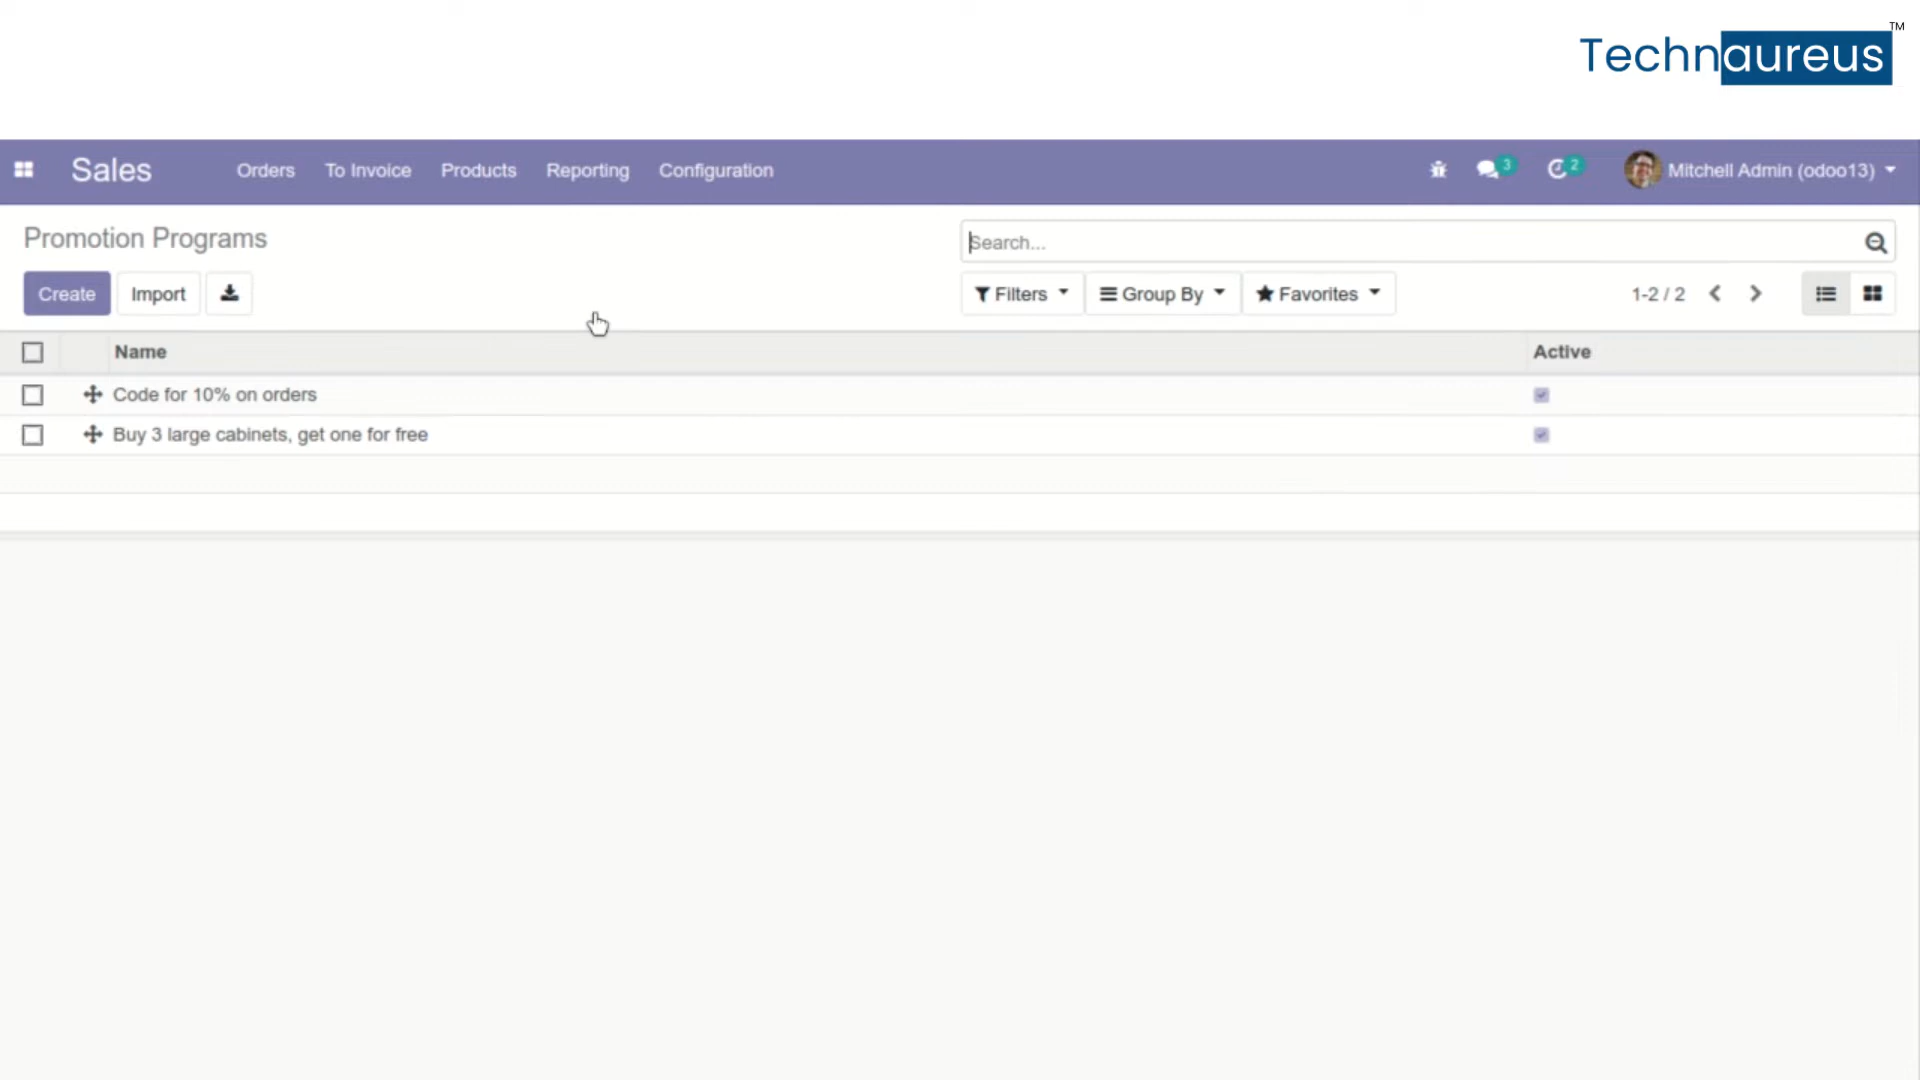 Technaureus™
Sales Orders To Invoice Products Reporting Configuration 3 2 Mitchell Admin (odoo13)
Promotion Programs
Search...
Create Import Filters Group By Favorites 1-2 / 2
Name Active
Code for 10% on orders
Buy 3 large cabinets, get one for free